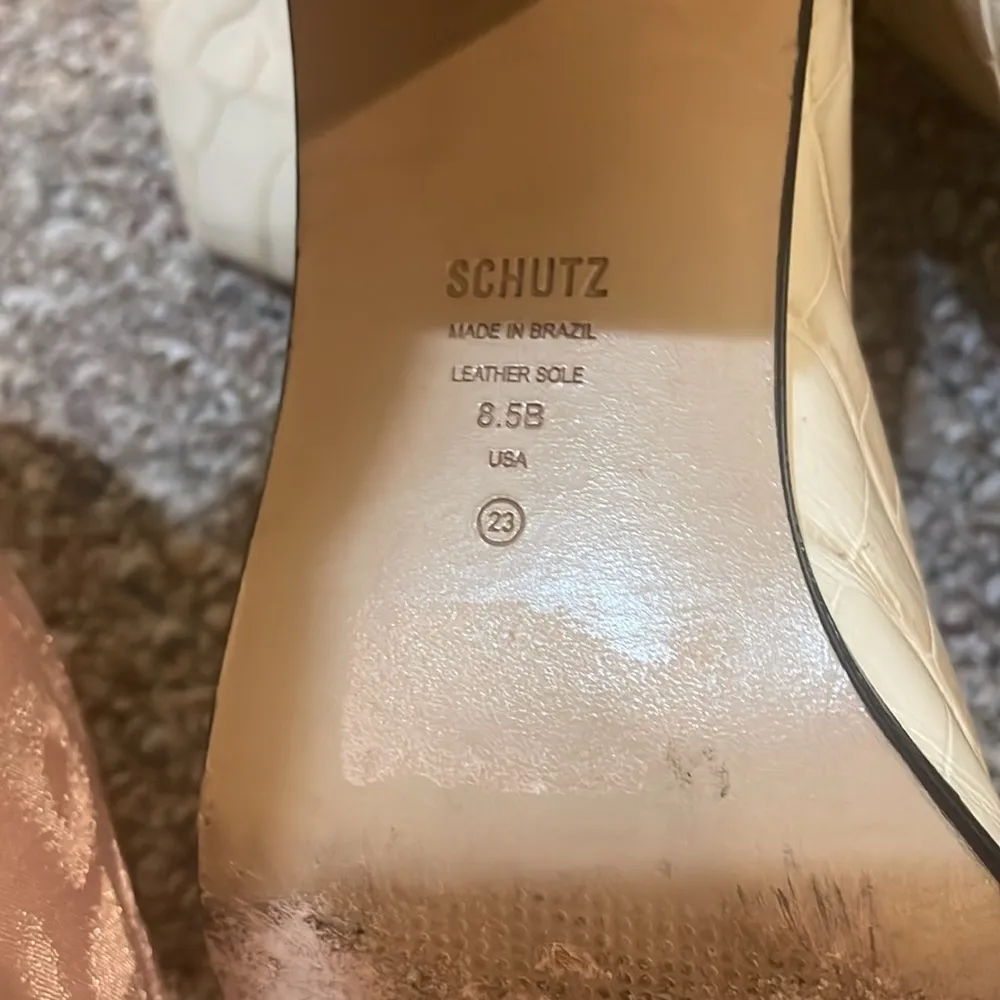 SCHUTZ
MADE IN BRAZIL
LEATHER SOLE
8.5B
USA
23